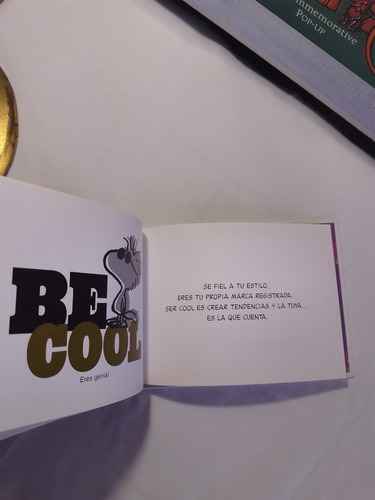 mmemorative
POP-UP
BE
COOL
Eres genial
SE FIEL A TU ESTILO.
ERES TU PROPIA MARCA REGISTRADA.
SER COOL ES CREAR TENDENCIAS. Y LA TUYA...
ES LA QUE CUENTA.